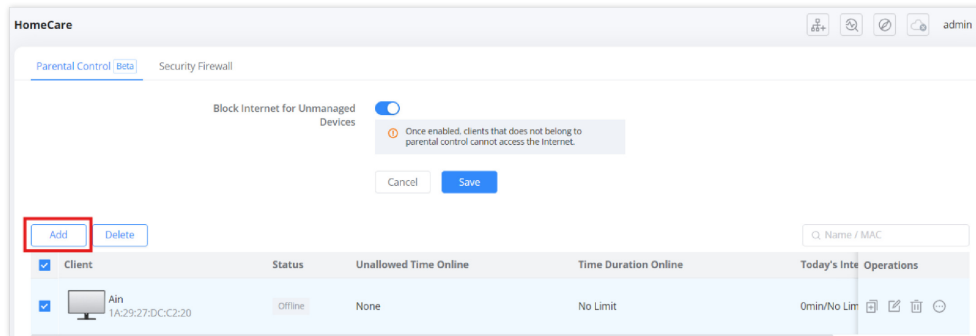 HomeCare
admin
Parental Control Beta Security Firewall
Block Internet for Unmanaged
Devices
Once enabled, clients that does not belong to
parental control cannot access the Internet.
Cancel Save
Add Delete Name / MAC
Client Status Unallowed Time Online Time Duration Online Today's Inte Operations
Ain
1A:29:27:DC:C2:20
Offline None No Limit 0min/No Lim